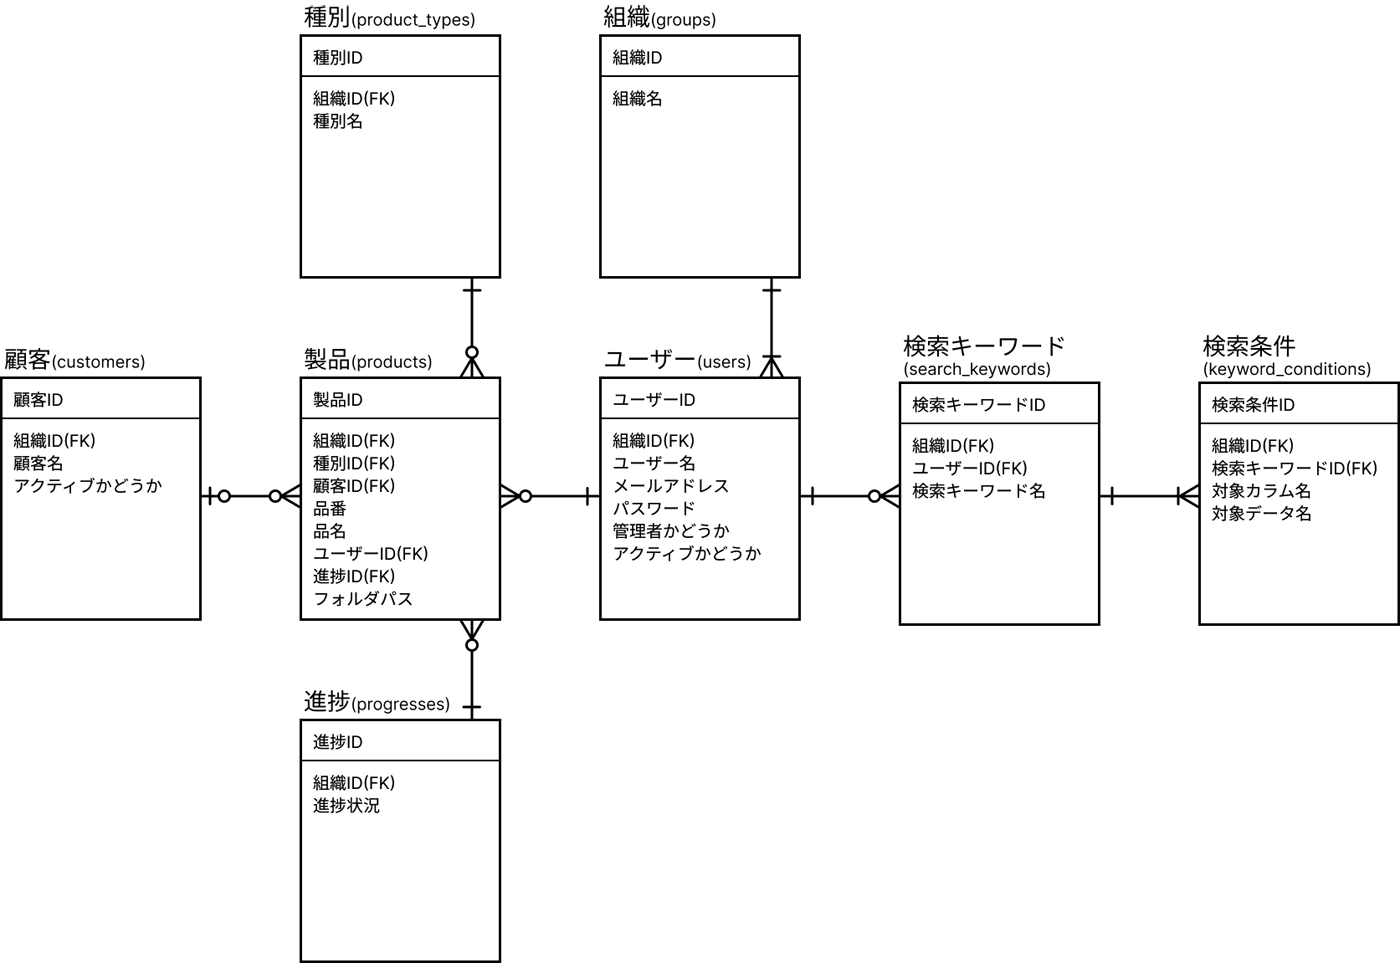 種別(product_types)
種別ID
組織ID(FK)
種別名
組織(groups)
組織ID
組織名
顧客(customers)
顧客ID
組織ID(FK)
顧客名
アクティブかどうか
製品(products)
製品ID
組織ID(FK)
種別ID(FK)
顧客ID(FK)
品番
品名
ユーザーID(FK)
進捗ID(FK)
フォルダパス
ユーザー(users)
ユーザーID
組織ID(FK)
ユーザー名
メールアドレス
パスワード
管理者かどうか
アクティブかどうか
検索キーワード
(search_keywords)
検索キーワードID
組織ID(FK)
ユーザーID(FK)
検索キーワード名
検索条件
(keyword_conditions)
検索条件ID
組織ID(FK)
検索キーワードID(FK)
対象カラム名
対象データ名
進捗(progresses)
進捗ID
組織ID(FK)
進捗状況